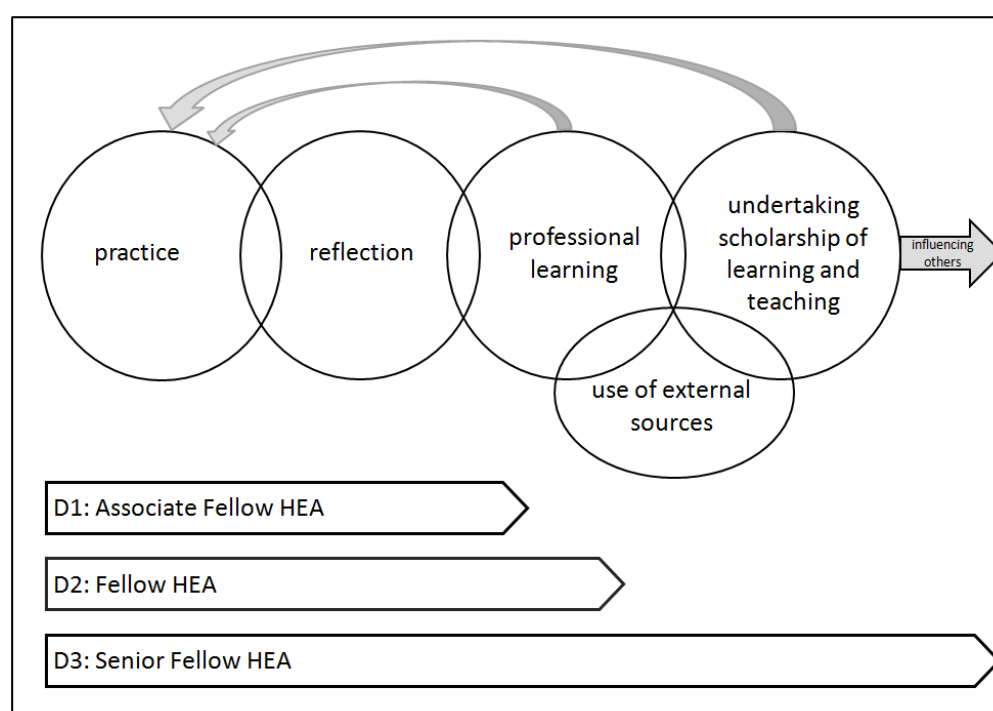 practice
reflection
professional
learning
undertaking
scholarship of
learning and
teaching
influencing
others
use of external
sources
D1: Associate Fellow HEA
D2: Fellow HEA
D3: Senior Fellow HEA